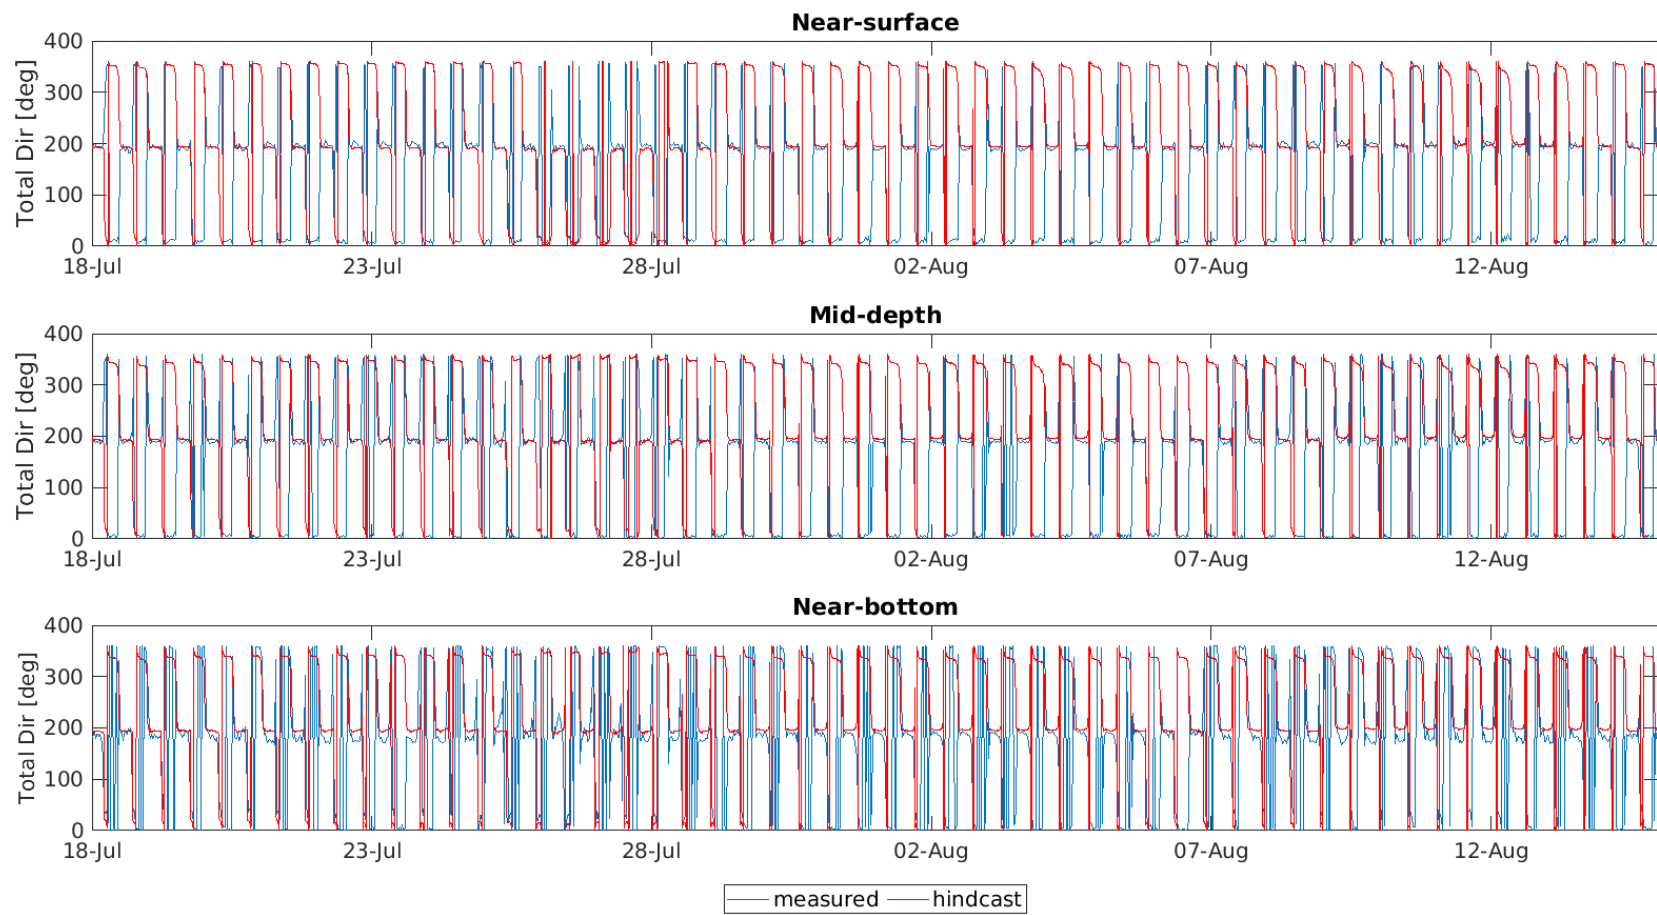 Near-surface
Total Dir [deg]
400
300
200
100
0
18-Jul 23-Jul 28-Jul 02-Aug 07-Aug 12-Aug
Mid-depth
Total Dir [deg]
400
300
200
100
0
18-Jul 23-Jul 28-Jul 02-Aug 07-Aug 12-Aug
Near-bottom
Total Dir [deg]
400
300
200
100
0
18-Jul 23-Jul 28-Jul 02-Aug 07-Aug 12-Aug
measured hindcast